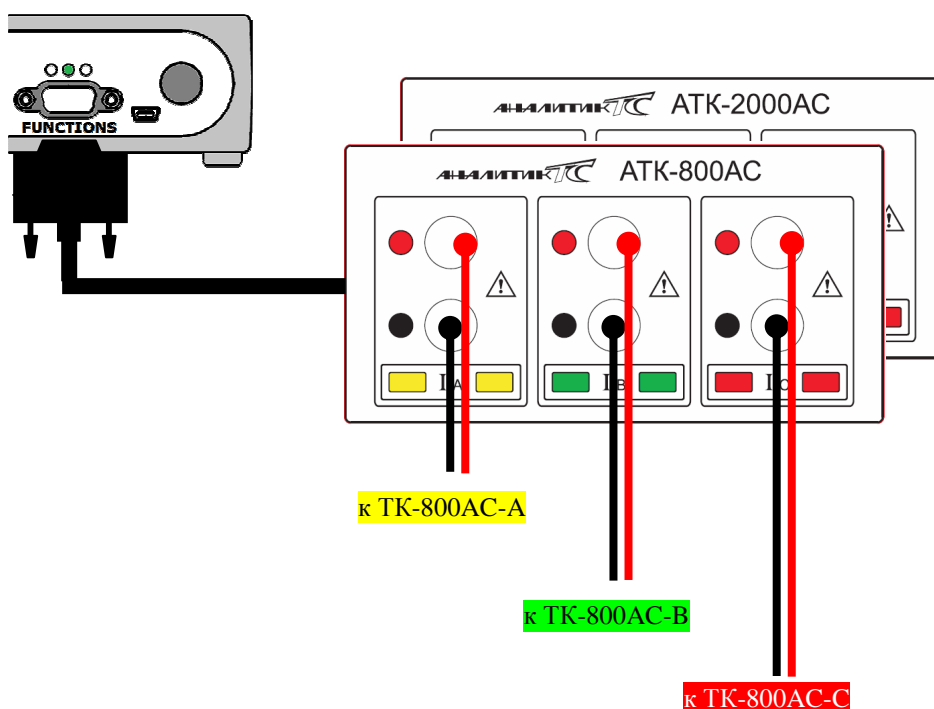 FUNCTIONS
АНАЛИТИК ТС АТК-2000АС
АНАЛИТИК ТС АТК-800АС
IA IB IC
к ТК-800АС-А
к ТК-800АС-В
к ТК-800АС-С